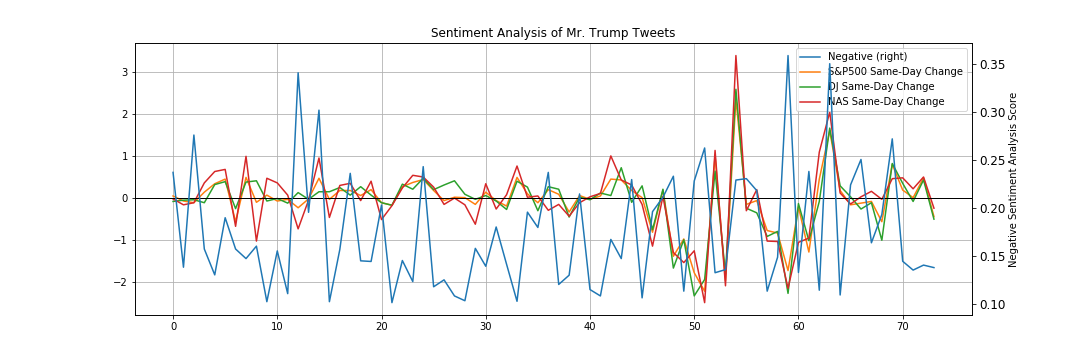 Sentiment Analysis of Mr. Trump Tweets
Negative (right)
S&P500 Same-Day Change
DJ Same-Day Change
NAS Same-Day Change
3
2
1
0
−1
−2
0.35
0.30
0.25
0.20
0.15
0.10
Negative Sentiment Analysis Score
0 10 20 30 40 50 60 70